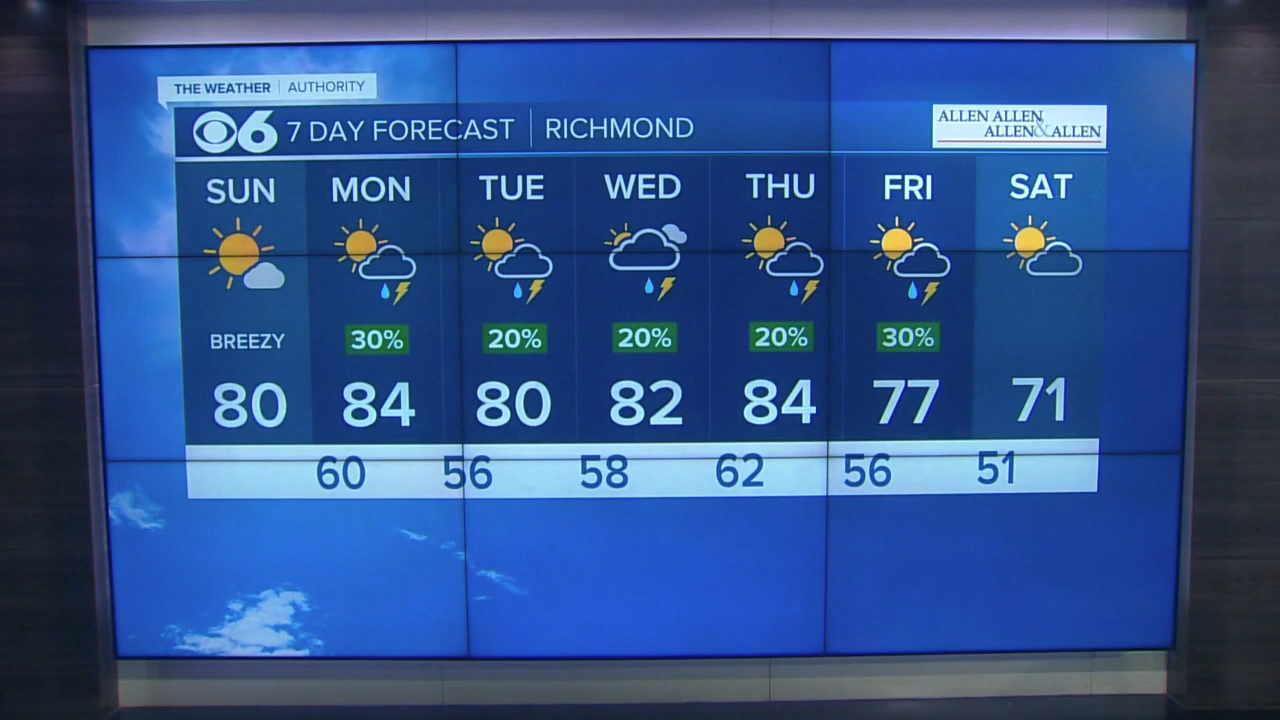 THE WEATHER AUTHORITY
6 7 DAY FORECAST RICHMOND
ALLEN ALLEN
ALLEN & ALLEN
SUN MON TUE WED THU FRI SAT
BREEZY 30% 20% 20% 20% 30%
80 84 80 82 84 77 71
60 56 58 62 56 51